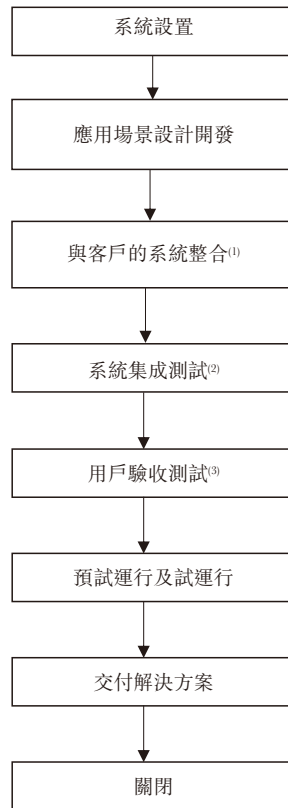 系統設置
應用場景設計開發
與客戶的系統整合(1)
系統集成測試(2)
用戶驗收測試(3)
預試運行及試運行
交付解決方案
關閉